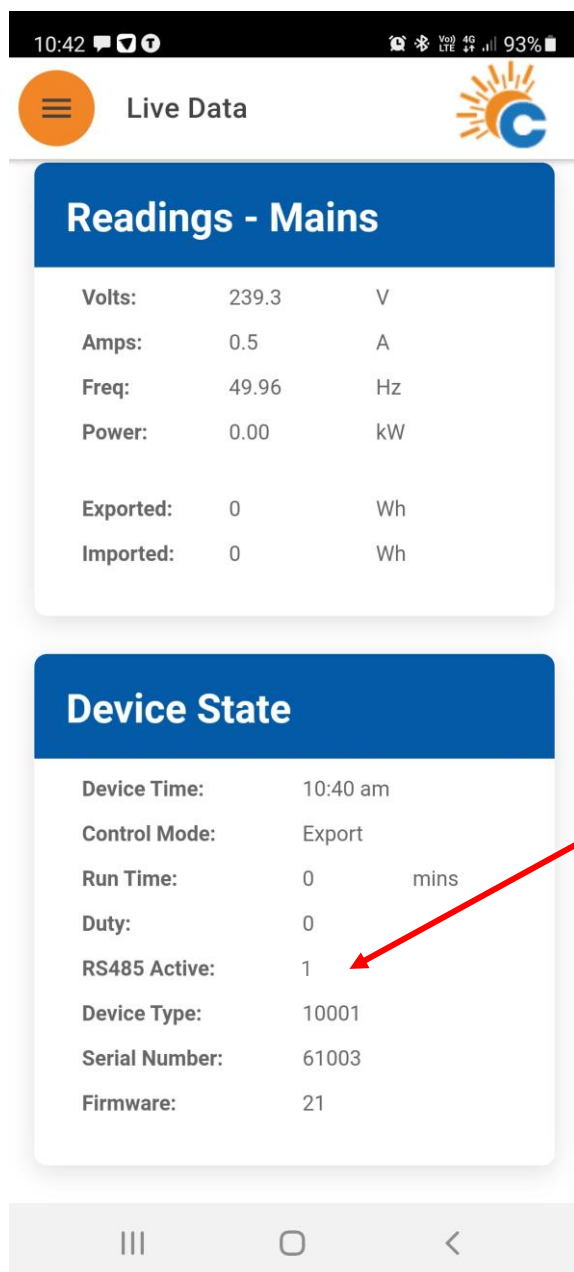 10:42 93%
Live Data
Readings - Mains
Volts: 239.3 V
Amps: 0.5 A
Freq: 49.96 Hz
Power: 0.00 kW
Exported: 0 Wh
Imported: 0 Wh
Device State
Device Time: 10:40 am
Control Mode: Export
Run Time: 0 mins
Duty: 0
RS485 Active: 1
Device Type: 10001
Serial Number: 61003
Firmware: 21